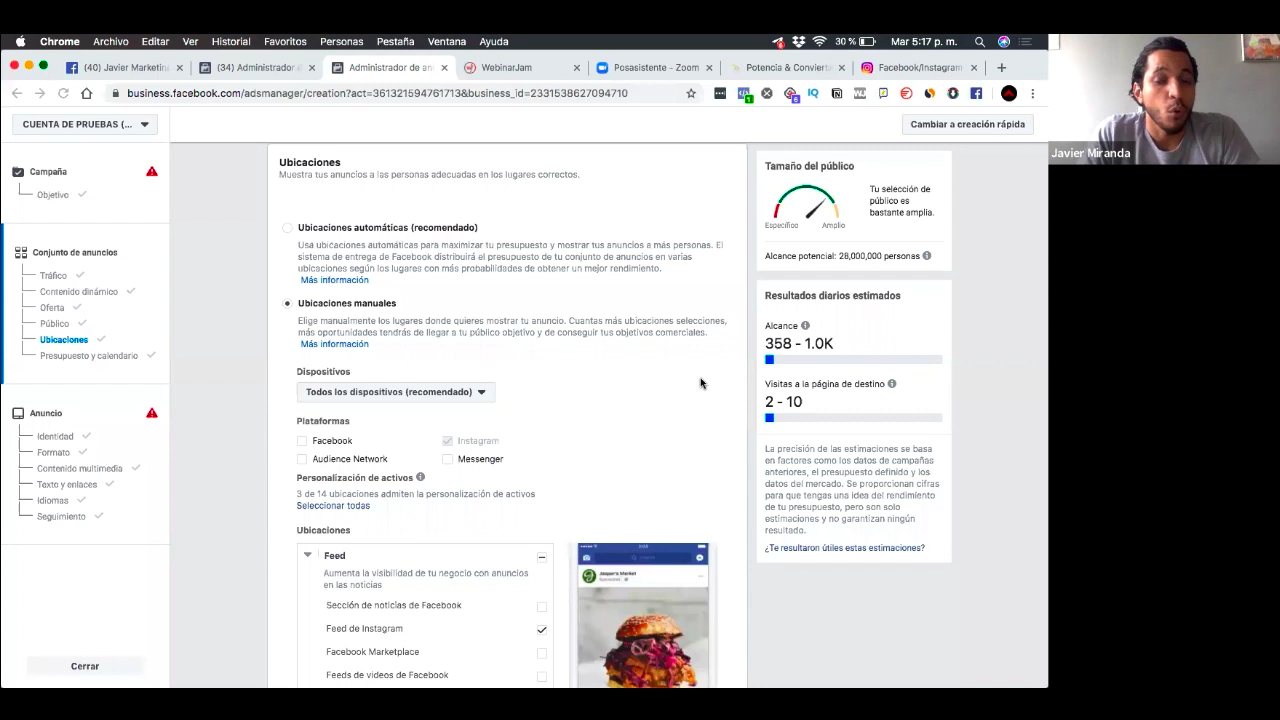 Chrome Archivo Editar Ver Historial Favoritos Personas Pestaña Ventana Ayuda
30 % Mar 5:17 p. m.
(40) Javier Marketin
(34) Administrador de
Administrador de an
WebinarJam
Posasistente - Zoom
Potencia & Conviert
Facebook/Instagram
business.facebook.com/adsmanager/creation?act=361321594761713&business_id=2331538627094710
CUENTA DE PRUEBAS (...
Cambiar a creación rápida
Javier Miranda
Campaña
Objetivo
Conjunto de anuncios
Tráfico
Contenido dinámico
Oferta
Público
Ubicaciones
Presupuesto y calendario
Anuncio
Identidad
Formato
Contenido multimedia
Texto y enlaces
Idiomas
Seguimiento
Cerrar
Ubicaciones
Muestra tus anuncios a las personas adecuadas en los lugares correctos.
Ubicaciones automáticas (recomendado)
Usa ubicaciones automáticas para maximizar tu presupuesto y mostrar tus anuncios a más personas. El
sistema de entrega de Facebook distribuirá el presupuesto de tu conjunto de anuncios en varias
ubicaciones según los lugares con más probabilidades de obtener un mejor rendimiento.
Más información
Ubicaciones manuales
Elige manualmente los lugares donde quieres mostrar tu anuncio. Cuantas más ubicaciones selecciones,
más oportunidades tendrás de llegar a tu público objetivo y de conseguir tus objetivos comerciales.
Más información
Dispositivos
Todos los dispositivos (recomendado)
Plataformas
Facebook Instagram
Audience Network Messenger
Personalización de activos
3 de 14 ubicaciones admiten la personalización de activos
Seleccionar todas
Ubicaciones
Feed
Aumenta la visibilidad de tu negocio con anuncios
en las noticias
Sección de noticias de Facebook
Feed de Instagram
Facebook Marketplace
Feeds de videos de Facebook
Jasper's Market
Tamaño del público
Tu selección de
público es
bastante amplia.
Específico Amplio
Alcance potencial: 28,000,000 personas
Resultados diarios estimados
Alcance
358 - 1.0K
Visitas a la página de destino
2 - 10
La precisión de las estimaciones se basa
en factores como los datos de campañas
anteriores, el presupuesto definido y los
datos del mercado. Se proporcionan cifras
para que tengas una idea del rendimiento
de tu presupuesto, pero son solo
estimaciones y no garantizan ningún
resultado.
¿Te resultaron útiles estas estimaciones?